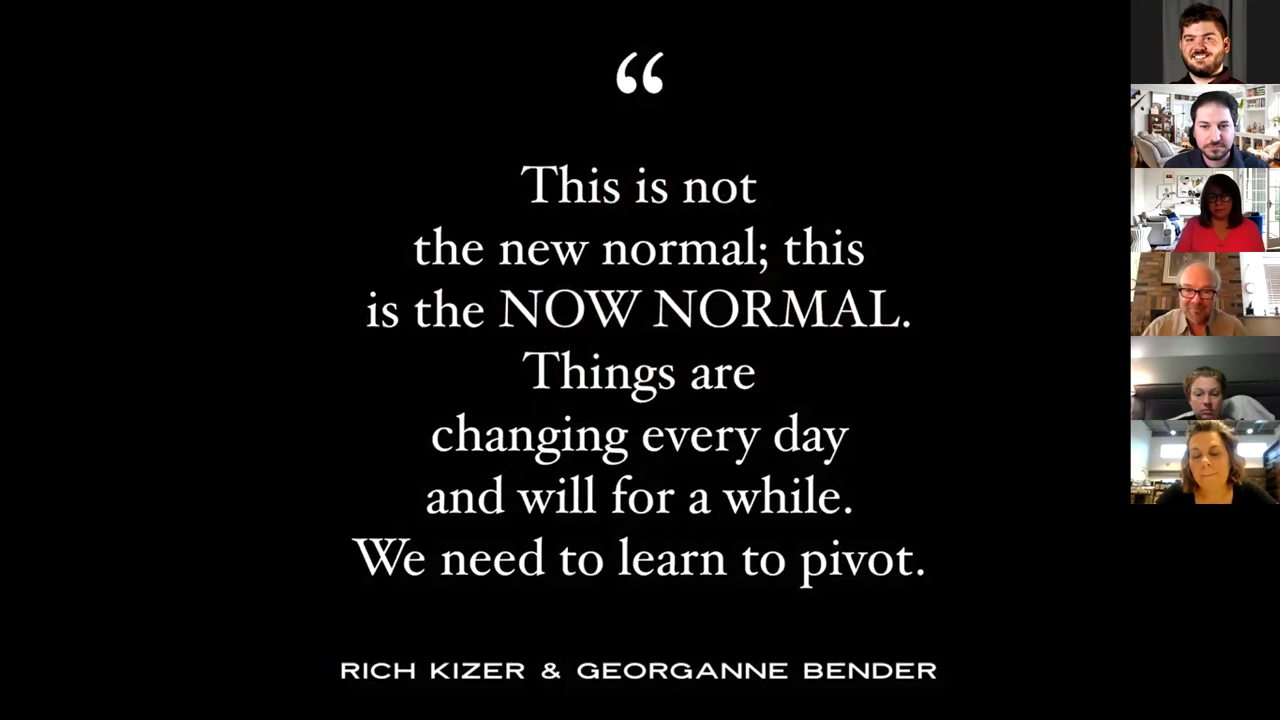 “
This is not
the new normal; this
is the NOW NORMAL.
Things are
changing every day
and will for a while.
We need to learn to pivot.
RICH KIZER & GEORGANNE BENDER